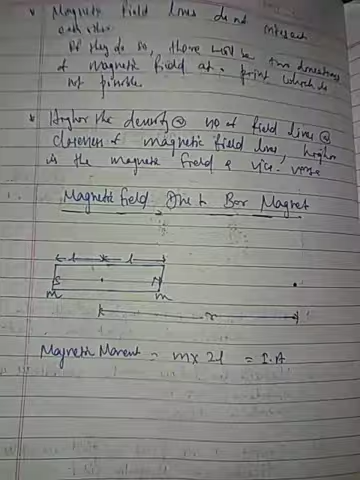 Magnetic field lines do not intersect
each other.
If they do so, there will be two directions
of magnetic field at a point which is
not possible.
Higher the density @ no of field lines @
closeness of magnetic field lines, higher
is the magnetic field & vice-versa
Magnetic field Due to Bar Magnet
l l
S N
m m
r
Magnetic Moment = m x 2l = I.A